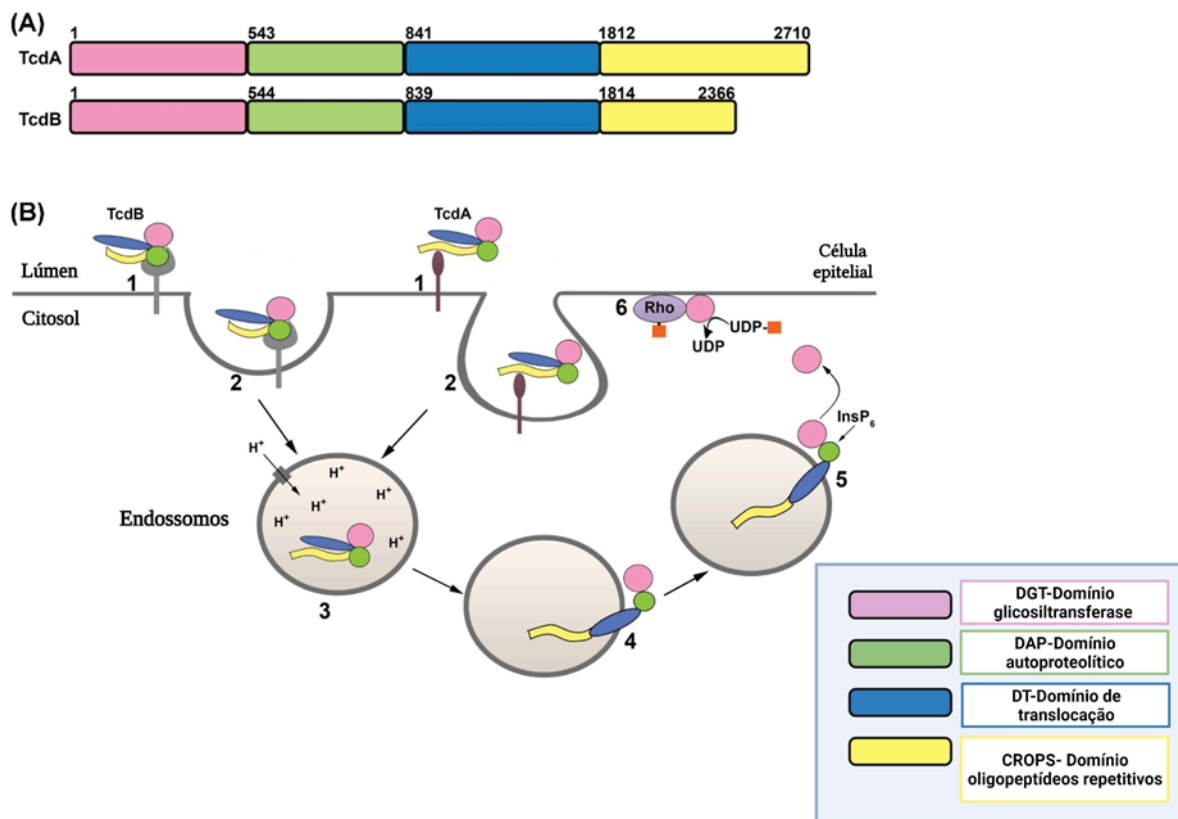 (A)
1 543 841 1812 2710
TcdA
1 544 839 1814 2366
TcdB
(B)
TcdB
TcdA
Lúmen
1
1
Célula
epitelial
Citosol
6
Rho
UDP-
UDP
2
2
InsP6
H+
H+
H+
H+
H+
H+
5
Endossomos
3
4
DGT-Domínio
glicosiltransferase
DAP-Domínio
autoproteolítico
DT-Domínio de
translocação
CROPS- Domínio
oligopeptídeos repetitivos